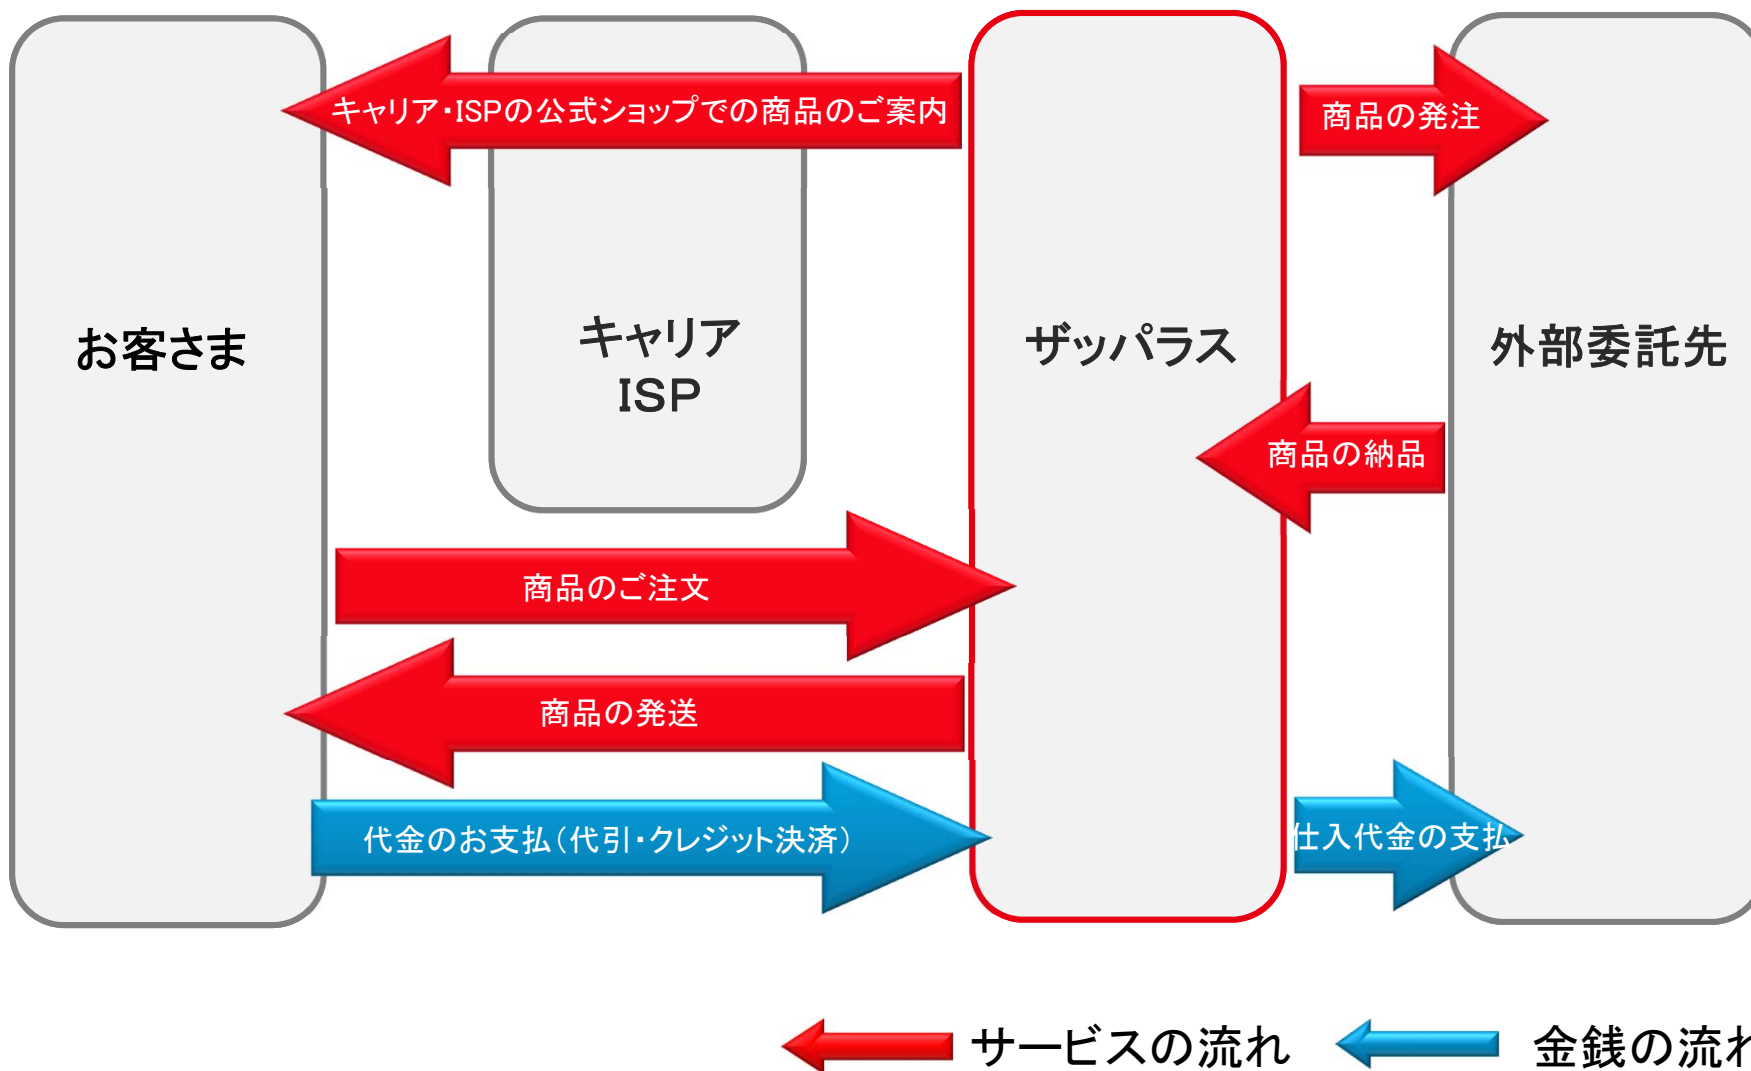 キャリア・ISPの公式ショップでの商品のご案内
商品の発注
お客さま
キャリア
ISP
ザッパラス
外部委託先
商品の納品
商品のご注文
商品の発送
代金のお支払（代引・クレジット決済）
仕入代金の支払
サービスの流れ
金銭の流れ